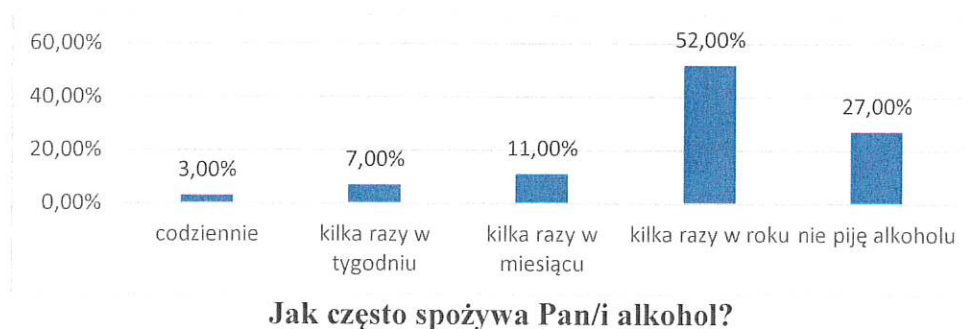 60,00%
40,00%
20,00%
0,00%
3,00%
7,00%
11,00%
52,00%
27,00%
codziennie
kilka razy w
tygodniu
kilka razy w
miesiącu
kilka razy w roku
nie piję alkoholu
Jak często spożywa Pan/i alkohol?